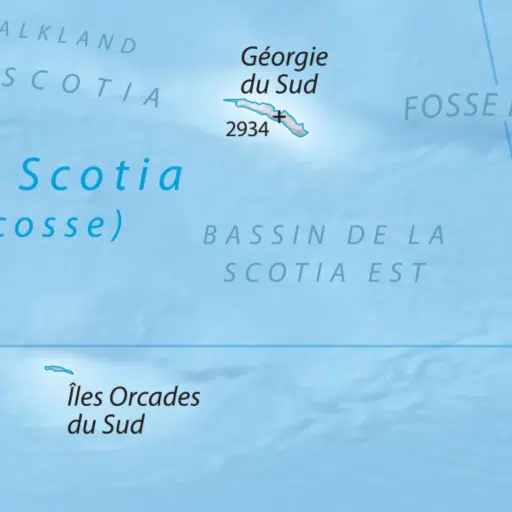 ALKLAND
SCOTIA
Géorgie
du Sud
2934
FOSSE
Scotia
cosse)
BASSIN DE LA
SCOTIA EST
Îles Orcades
du Sud